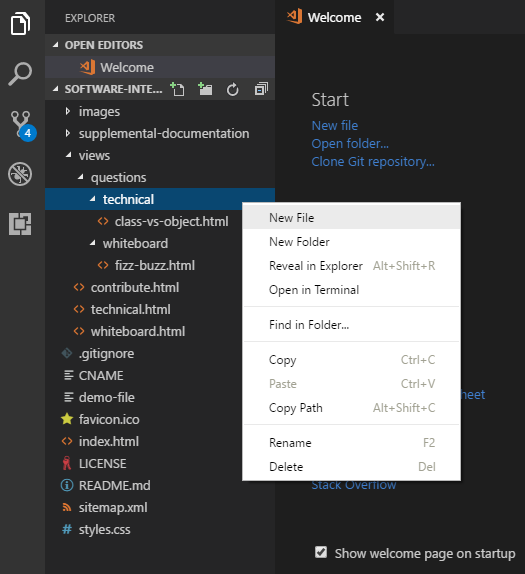 EXPLORER
OPEN EDITORS
Welcome
SOFTWARE-INTE...
images
supplemental-documentation
views
questions
technical
class-vs-object.html
whiteboard
fizz-buzz.html
contribute.html
technical.html
whiteboard.html
.gitignore
CNAME
demo-file
favicon.ico
index.html
LICENSE
README.md
sitemap.xml
styles.css
4
Welcome
Start
New file
Open folder...
Clone Git repository...
New File
New Folder
Reveal in Explorer Alt+Shift+R
Open in Terminal
Find in Folder...
Copy Ctrl+C
Paste Ctrl+V
Copy Path Alt+Shift+C
Rename F2
Delete Del
Stack Overflow
Show welcome page on startup